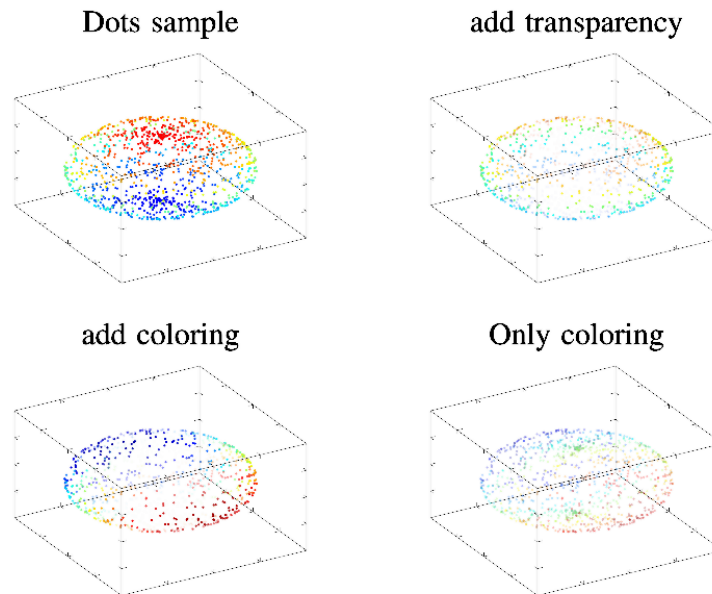 Dots sample
add transparency
add coloring
Only coloring